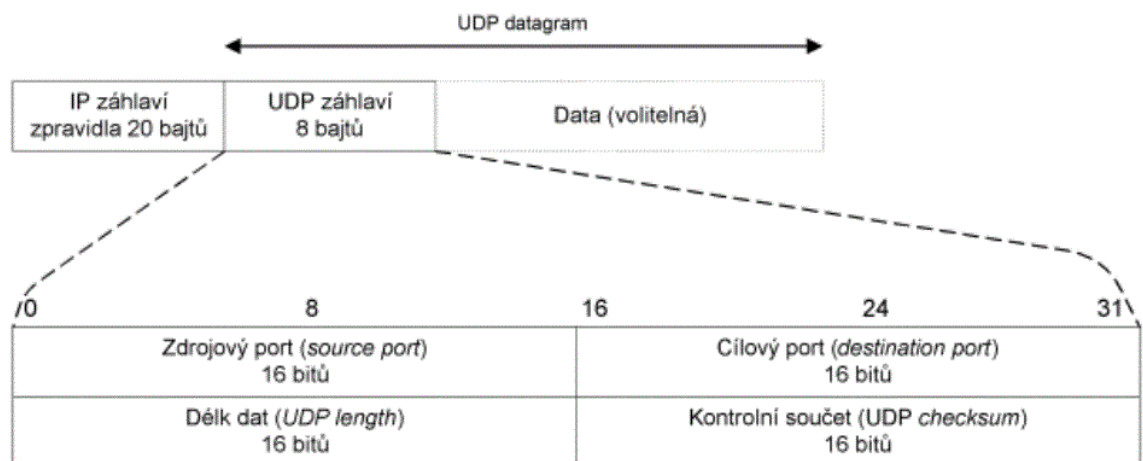 UDP datagram
IP záhlaví
zpravidla 20 bajtů
UDP záhlaví
8 bajtů
Data (volitelná)
0
8
16
24
31
Zdrojový port (source port)
16 bitů
Cílový port (destination port)
16 bitů
Délk dat (UDP length)
16 bitů
Kontrolní součet (UDP checksum)
16 bitů